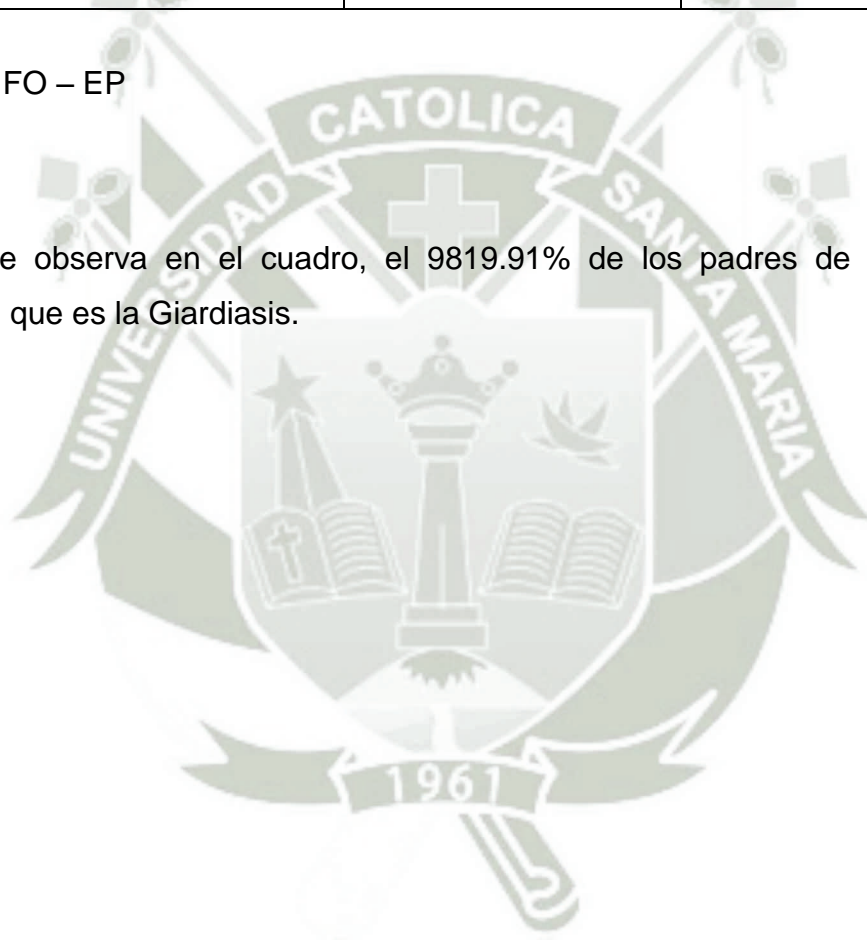 FO – EP
CATOLICA
UNIVERSIDAD
SANTA MARIA
e observa en el cuadro, el 9819.91% de los padres de
que es la Giardiasis.
1961